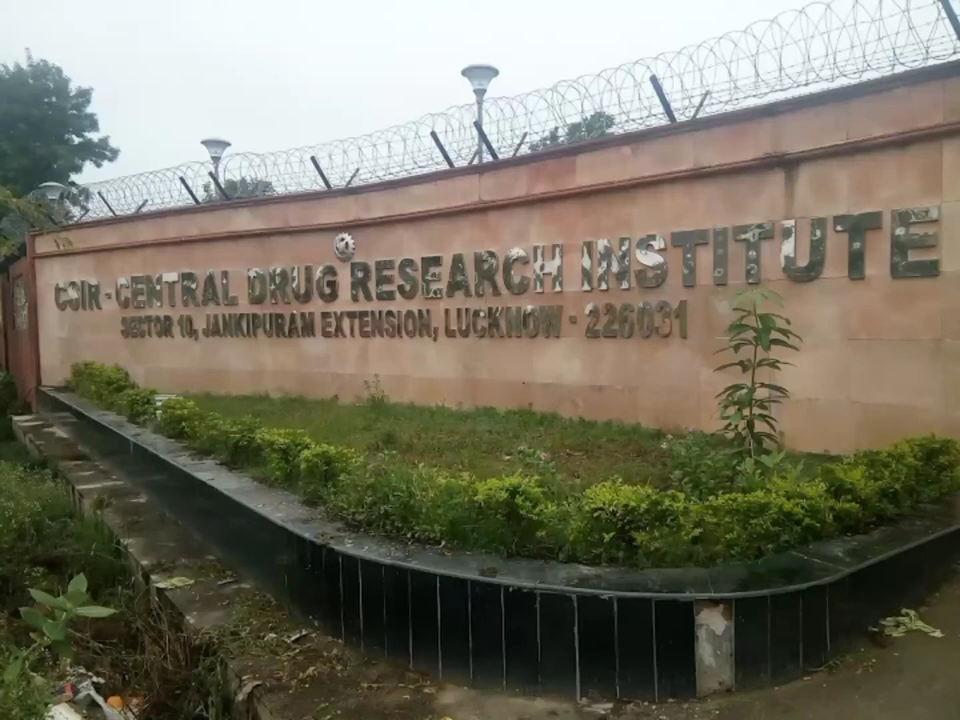 CSIR - CENTRAL DRUG RESEARCH INSTITUTE
SECTOR 10, JANKIPURAM EXTENSION, LUCKNOW - 226031